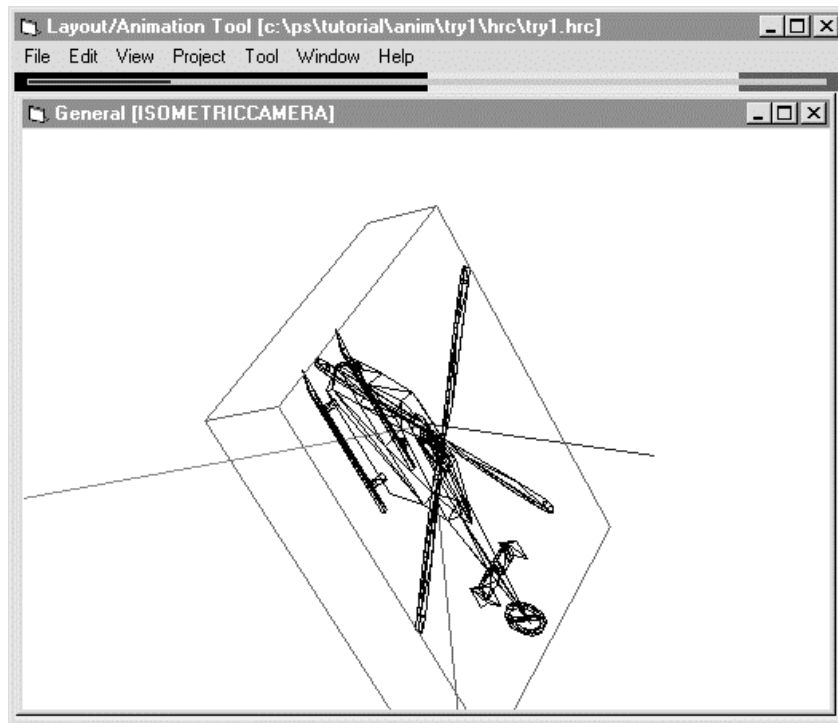 Layout/Animation Tool [c:\ps\tutorial\anim\try1\hrc\try1.hrc]
File Edit View Project Tool Window Help
General [ISOMETRICCAMERA]